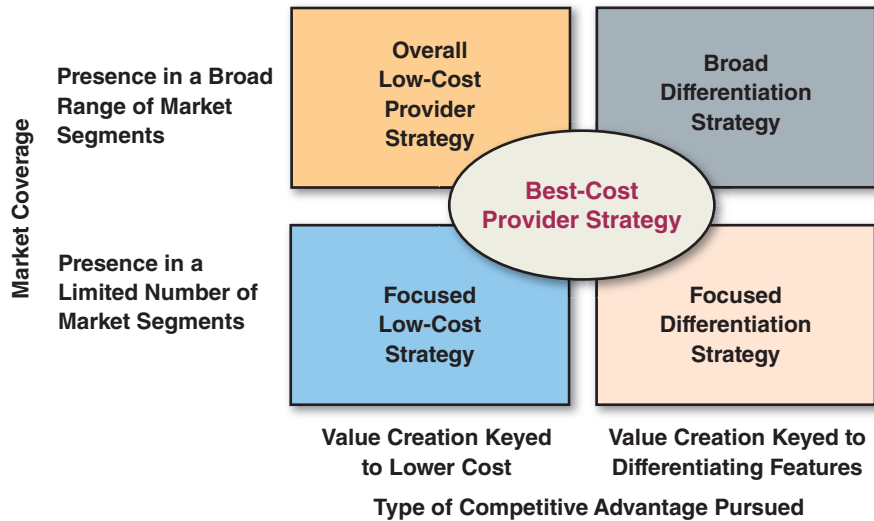 Market Coverage
Presence in a Broad
Range of Market
Segments
Overall
Low-Cost
Provider
Strategy
Broad
Differentiation
Strategy
Best-Cost
Provider Strategy
Presence in a
Limited Number of
Market Segments
Focused
Low-Cost
Strategy
Focused
Differentiation
Strategy
Value Creation Keyed
to Lower Cost
Value Creation Keyed to
Differentiating Features
Type of Competitive Advantage Pursued